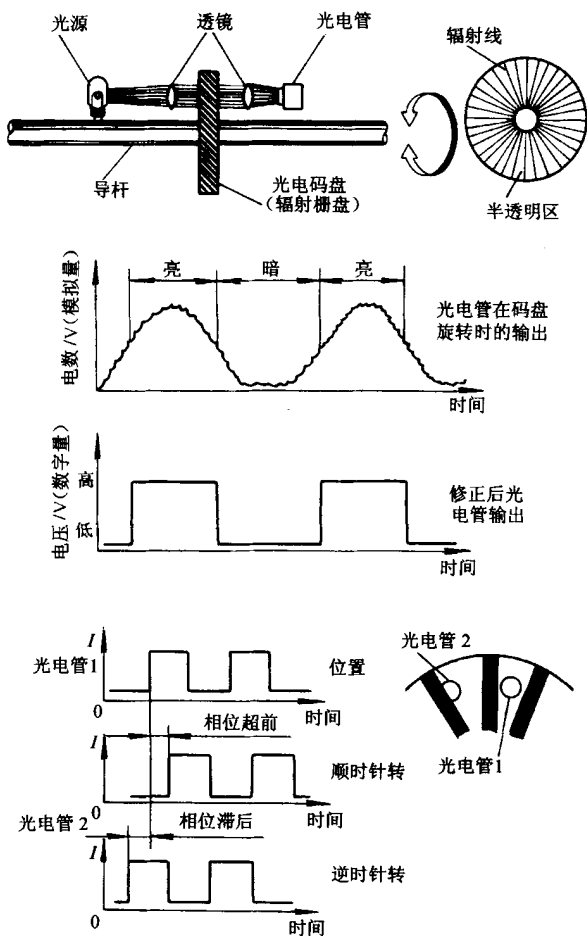 光源
透镜
光电管
辐射线
导杆
光电码盘
(辐射栅盘)
半透明区
亮
暗
亮
电数/V(模拟量)
光电管在码盘
旋转时的输出
时间
电压/V(数字量)
高
低
修正后光
电管输出
时间
I
光电管1
0
位置
时间
光电管2
光电管1
相位超前
I
0
顺时针转
时间
光电管2
相位滞后
I
0
逆时针转
时间